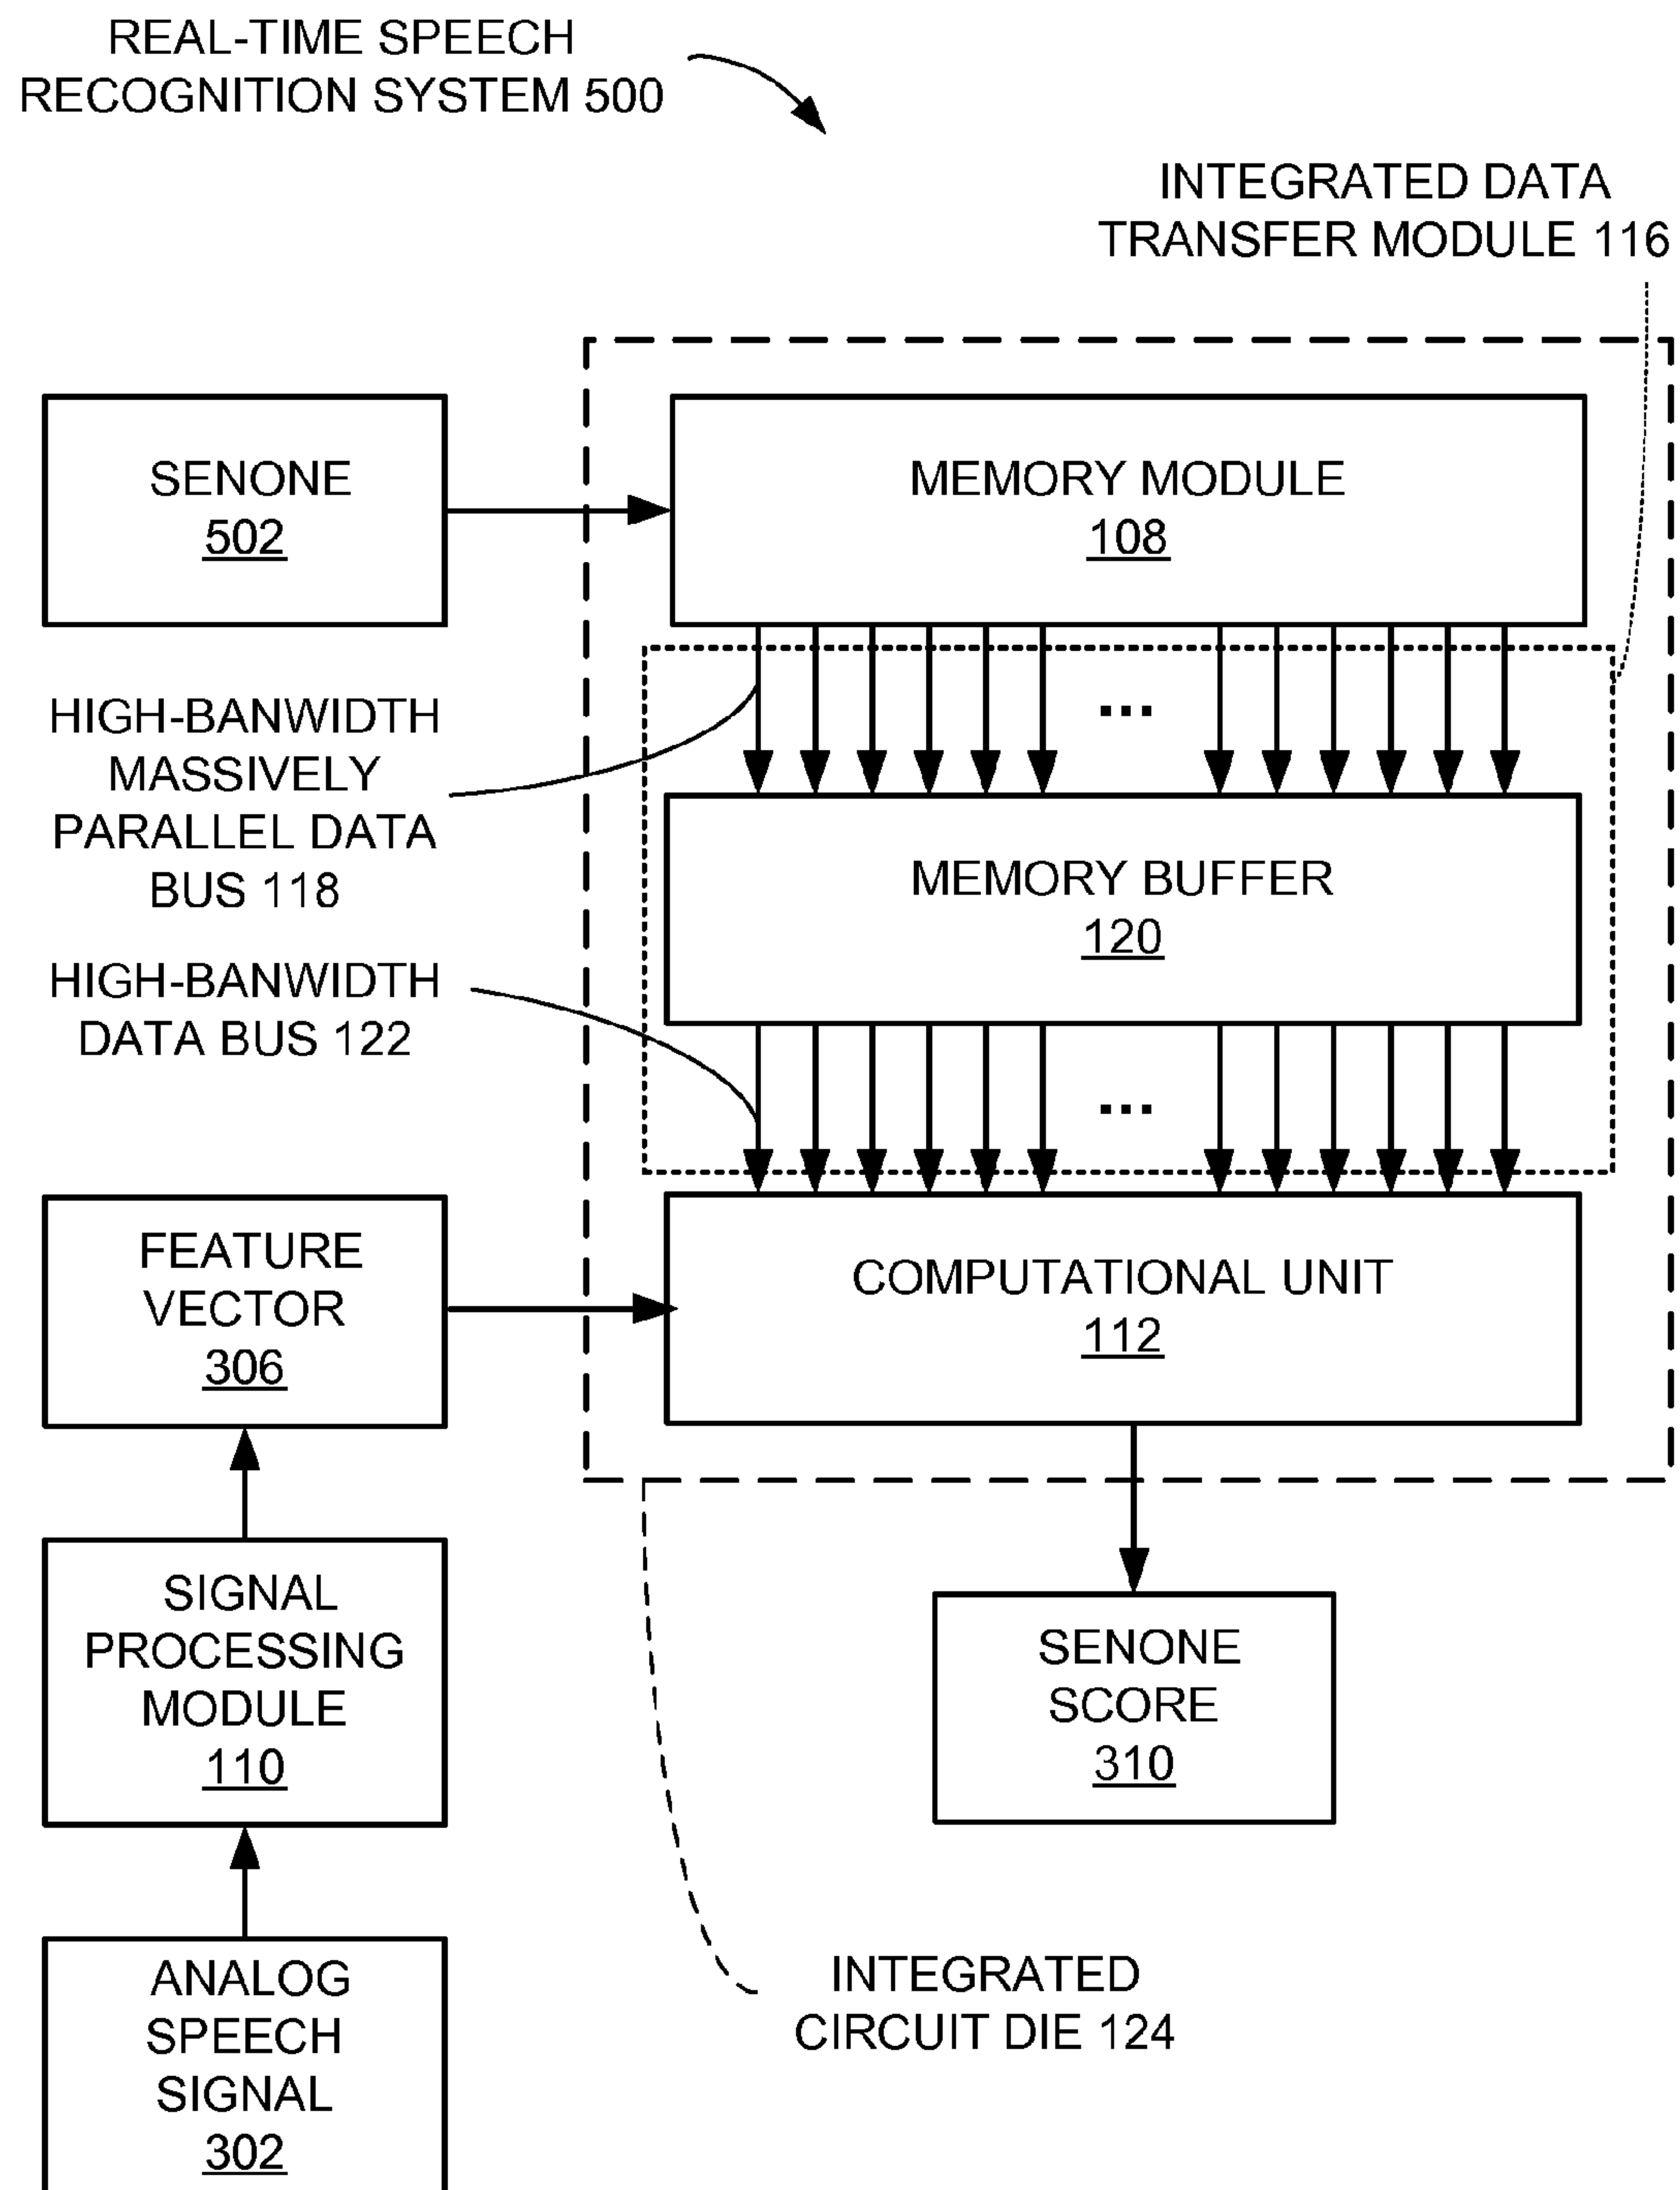 REAL-TIME SPEECH
RECOGNITION SYSTEM 500
INTEGRATED DATA
TRANSFER MODULE 116
SENONE
502
MEMORY MODULE
108
HIGH-BANWIDTH
MASSIVELY
PARALLEL DATA
BUS 118
...
MEMORY BUFFER
120
HIGH-BANWIDTH
DATA BUS 122
...
FEATURE
VECTOR
306
COMPUTATIONAL UNIT
112
SIGNAL
PROCESSING
MODULE
110
SENONE
SCORE
310
ANALOG
SPEECH
SIGNAL
302
INTEGRATED
CIRCUIT DIE 124